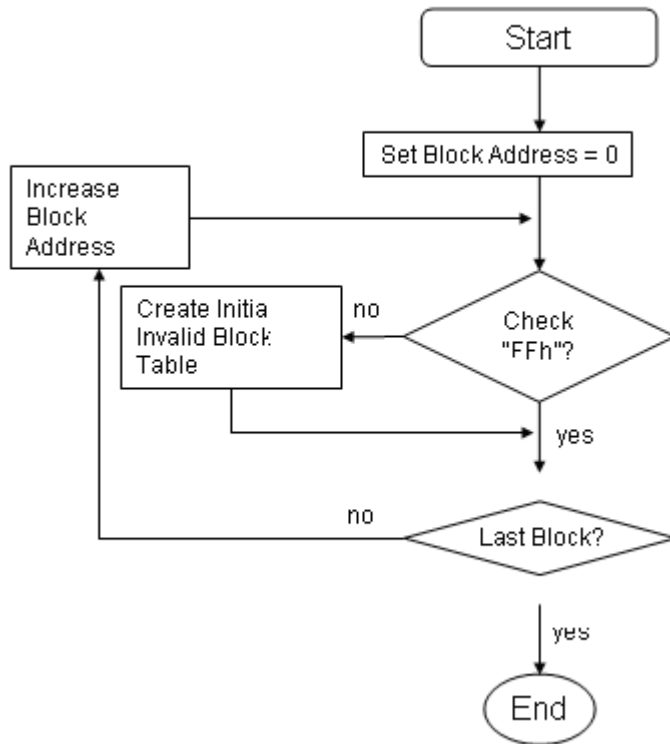 Start
Set Block Address = 0
Increase
Block
Address
Create Initia
Invalid Block
Table
no
Check
"FFh"?
yes
no
Last Block?
yes
End